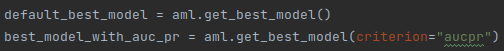 default_best_model = aml.get_best_model()
best_model_with_auc_pr = aml.get_best_model(criterion="aucpr")